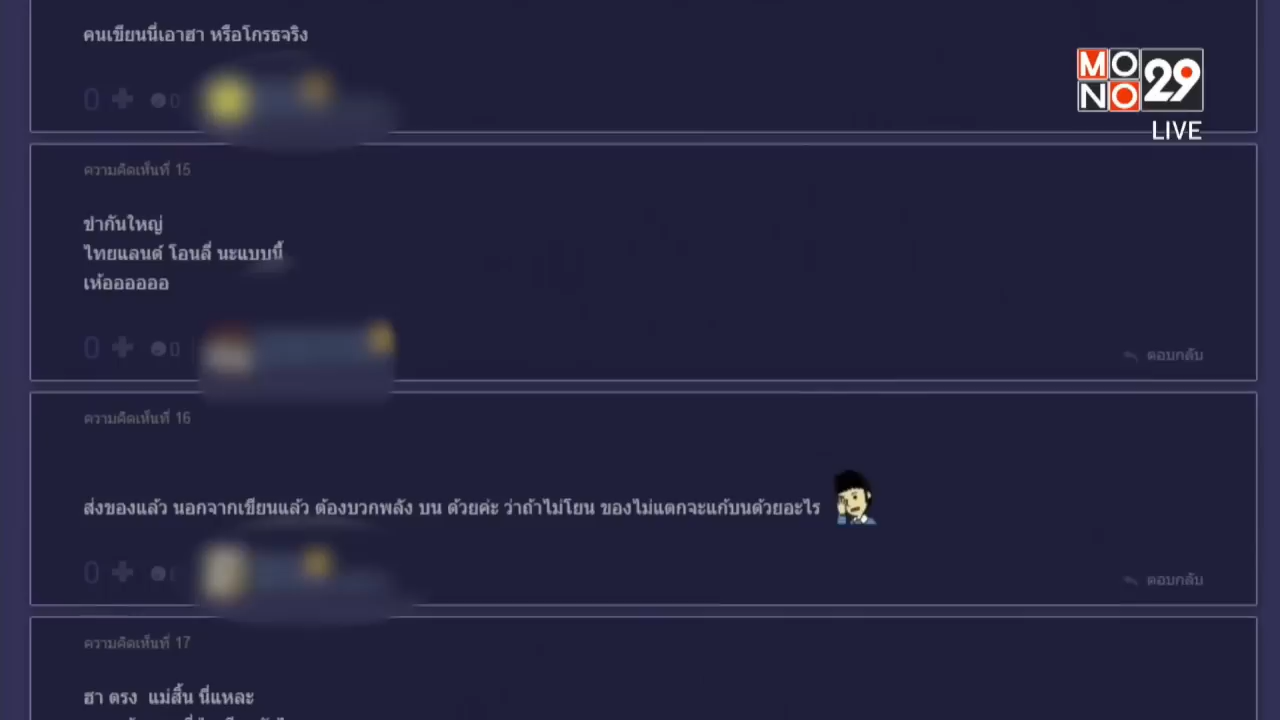 คนเขียนนี่เอาฮา หรือโกรธจริง
0
0
MONO29
LIVE
ความคิดเห็นที่ 15
ขำกันใหญ่
ไทยแลนด์ โอนลี่ นะแบบนี้
เห้ออออออ
0
0
ตอบกลับ
ความคิดเห็นที่ 16
ส่งของแล้ว นอกจากเขียนแล้ว ต้องบวกพลัง บน ด้วยค่ะ ว่าถ้าไม่โยน ของไม่แตกจะแก้บนด้วยอะไร
0
ตอบกลับ
ความคิดเห็นที่ 17
ฮา ตรง แม่สิ้น นี่แหละ